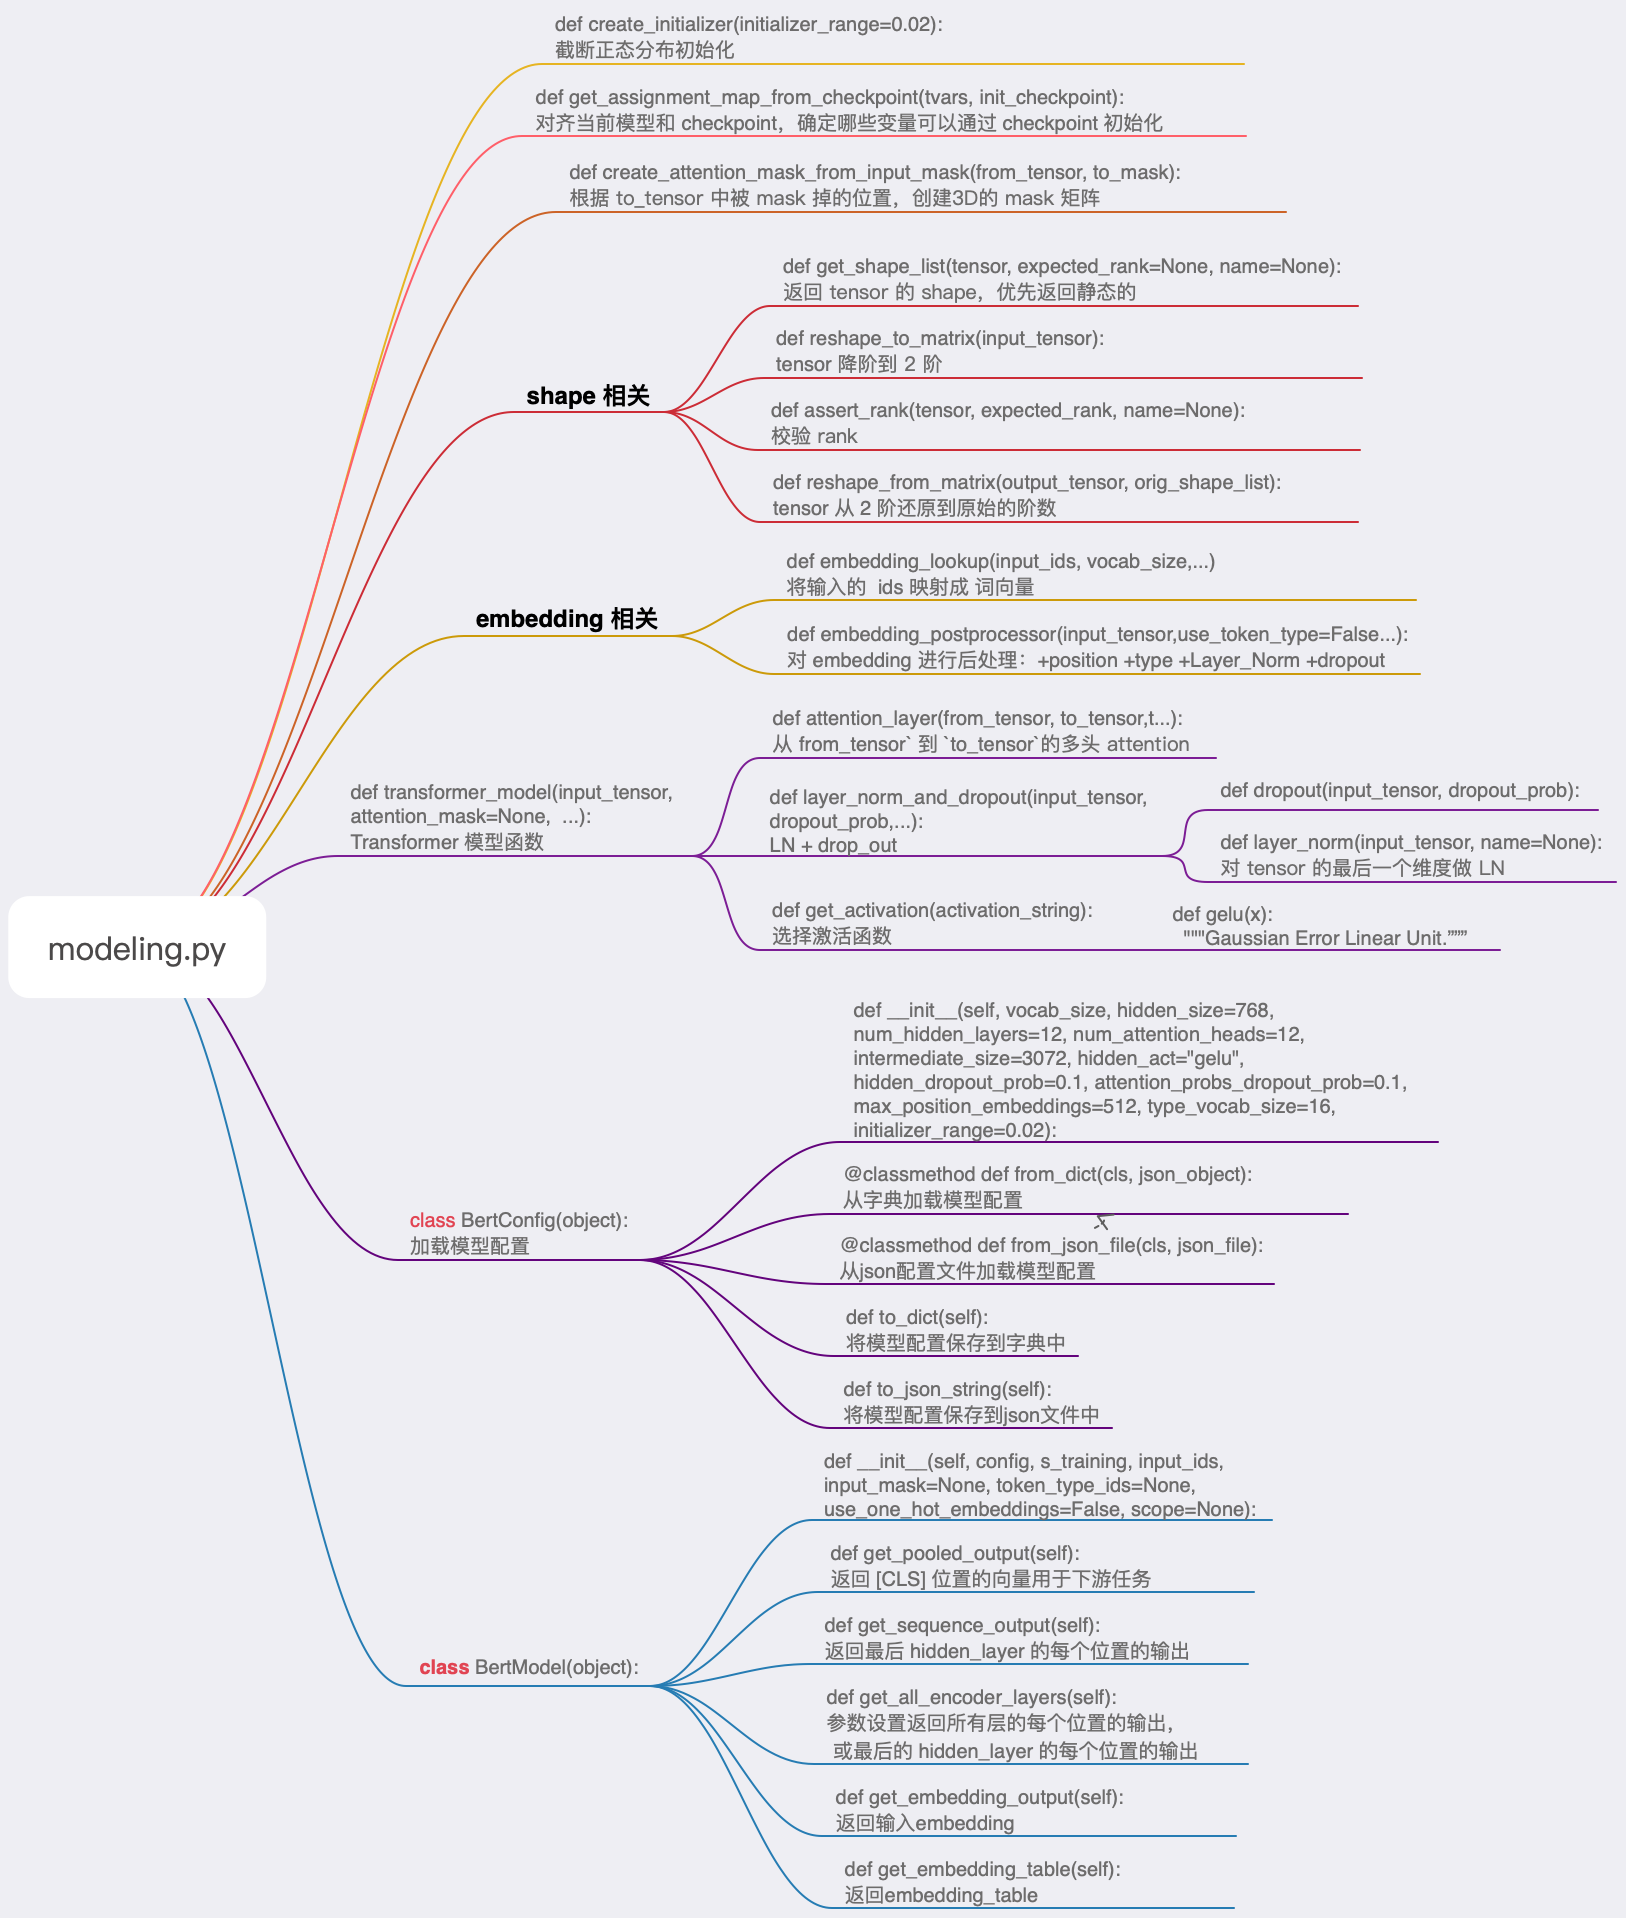 def create_initializer(initializer_range=0.02):
截断正态分布初始化
def get_assignment_map_from_checkpoint(tvars, init_checkpoint):
对齐当前模型和 checkpoint，确定哪些变量可以通过 checkpoint 初始化
def create_attention_mask_from_input_mask(from_tensor, to_mask):
根据 to_tensor 中被 mask 掉的位置，创建3D的 mask 矩阵
shape 相关
def get_shape_list(tensor, expected_rank=None, name=None):
返回 tensor 的 shape，优先返回静态的
def reshape_to_matrix(input_tensor):
tensor 降阶到 2 阶
def assert_rank(tensor, expected_rank, name=None):
校验 rank
def reshape_from_matrix(output_tensor, orig_shape_list):
tensor 从 2 阶还原到原始的阶数
embedding 相关
def embedding_lookup(input_ids, vocab_size,...)
将输入的  ids 映射成 词向量
def embedding_postprocessor(input_tensor,use_token_type=False...):
对 embedding 进行后处理：+position +type +Layer_Norm +dropout
def transformer_model(input_tensor,
attention_mask=None,  ...):
Transformer 模型函数
def attention_layer(from_tensor, to_tensor,t...):
从 from_tensor` 到 `to_tensor`的多头 attention
def layer_norm_and_dropout(input_tensor,
dropout_prob,...):
LN + drop_out
def dropout(input_tensor, dropout_prob):
def layer_norm(input_tensor, name=None):
对 tensor 的最后一个维度做 LN
def get_activation(activation_string):
选择激活函数
def gelu(x):
"""Gaussian Error Linear Unit.”””
modeling.py
class BertConfig(object):
加载模型配置
def __init__(self, vocab_size, hidden_size=768,
num_hidden_layers=12, num_attention_heads=12,
intermediate_size=3072, hidden_act="gelu",
hidden_dropout_prob=0.1, attention_probs_dropout_prob=0.1,
max_position_embeddings=512, type_vocab_size=16,
initializer_range=0.02):
@classmethod def from_dict(cls, json_object):
从字典加载模型配置
@classmethod def from_json_file(cls, json_file):
从json配置文件加载模型配置
def to_dict(self):
将模型配置保存到字典中
def to_json_string(self):
将模型配置保存到json文件中
class BertModel(object):
def __init__(self, config, s_training, input_ids,
input_mask=None, token_type_ids=None,
use_one_hot_embeddings=False, scope=None):
def get_pooled_output(self):
返回 [CLS] 位置的向量用于下游任务
def get_sequence_output(self):
返回最后 hidden_layer 的每个位置的输出
def get_all_encoder_layers(self):
参数设置返回所有层的每个位置的输出，
或最后的 hidden_layer 的每个位置的输出
def get_embedding_output(self):
返回输入embedding
def get_embedding_table(self):
返回embedding_table